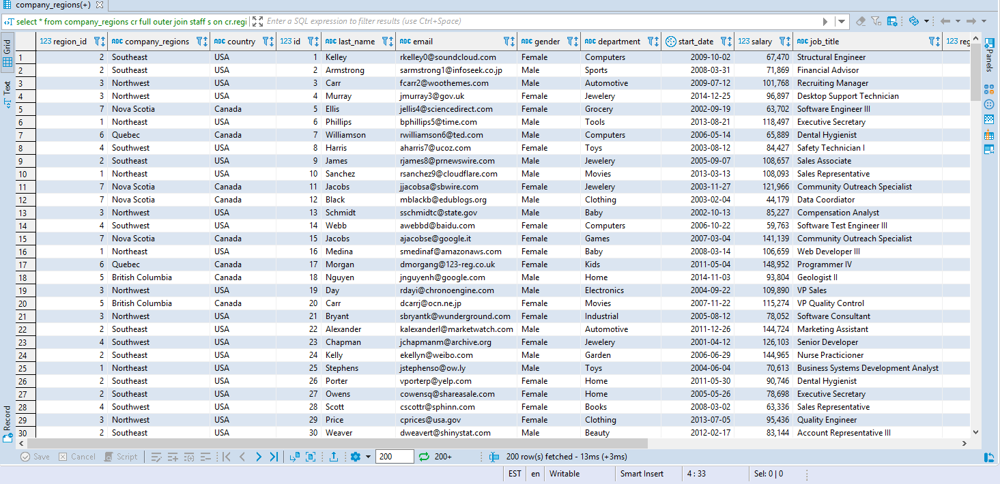 company_regions(+)
select * from company_regions cr full outer join staff s on cr.regi Enter a SQL expression to filter results (use Ctrl+Space)
Grid
Text
Record
Panels
123 region_id ABC company_regions ABC country 123 id ABC last_name ABC email ABC gender ABC department start_date 123 salary ABC job_title 123 reg
1 2 Southeast USA 1 Kelley rkelley0@soundcloud.com Female Computers 2009-10-02 67,470 Structural Engineer
2 2 Southeast USA 2 Armstrong sarmstrong1@infoseek.co.jp Male Sports 2008-03-31 71,869 Financial Advisor
3 3 Northwest USA 3 Carr fcarr2@woothemes.com Male Automotive 2009-07-12 101,768 Recruiting Manager
4 3 Northwest USA 4 Murray jmurray3@gov.uk Female Jewelery 2014-12-25 96,897 Desktop Support Technician
5 7 Nova Scotia Canada 5 Ellis jellis4@sciencedirect.com Female Grocery 2002-09-19 63,702 Software Engineer III
6 1 Northeast USA 6 Phillips bphillips5@time.com Male Tools 2013-08-21 118,497 Executive Secretary
7 6 Quebec Canada 7 Williamson rwilliamson6@ted.com Male Computers 2006-05-14 65,889 Dental Hygienist
8 4 Southwest USA 8 Harris aharris7@ucoz.com Female Toys 2003-08-12 84,427 Safety Technician I
9 2 Southeast USA 9 James rjames8@prnewswire.com Male Jewelery 2005-09-07 108,657 Sales Associate
10 1 Northeast USA 10 Sanchez rsanchez9@cloudflare.com Male Movies 2013-03-13 108,093 Sales Representative
11 7 Nova Scotia Canada 11 Jacobs jjacobsa@sbwire.com Female Jewelery 2003-11-27 121,966 Community Outreach Specialist
12 7 Nova Scotia Canada 12 Black mblackb@edublogs.org Male Clothing 2003-02-04 44,179 Data Coordiator
13 3 Northwest USA 13 Schmidt sschmidtc@state.gov Male Baby 2002-10-13 85,227 Compensation Analyst
14 4 Southwest USA 14 Webb awebbd@baidu.com Female Computers 2006-10-22 59,763 Software Test Engineer III
15 7 Nova Scotia Canada 15 Jacobs ajacobse@google.it Female Games 2007-03-04 141,139 Community Outreach Specialist
16 1 Northeast USA 16 Medina smedinaf@amazonaws.com Female Baby 2008-03-14 106,659 Web Developer III
17 6 Quebec Canada 17 Morgan dmorgang@123-reg.co.uk Female Kids 2011-05-04 148,952 Programmer IV
18 5 British Columbia Canada 18 Nguyen jnguyenh@google.com Male Home 2014-11-03 93,804 Geologist II
19 3 Northwest USA 19 Day rdayi@chronoengine.com Male Electronics 2004-09-22 109,890 VP Sales
20 5 British Columbia Canada 20 Carr dcarrj@ocn.ne.jp Female Movies 2007-11-22 115,274 VP Quality Control
21 3 Northwest USA 21 Bryant sbryantk@wunderground.com Female Industrial 2005-08-12 78,052 Software Consultant
22 2 Southeast USA 22 Alexander kalexanderl@marketwatch.com Male Automotive 2011-12-26 144,724 Marketing Assistant
23 4 Southwest USA 23 Chapman jchapmanm@archive.org Female Jewelery 2001-04-12 126,103 Senior Developer
24 2 Southeast USA 24 Kelly ekellyn@weibo.com Male Garden 2006-06-29 144,965 Nurse Practicioner
25 1 Northeast USA 25 Stephens jstephenso@ow.ly Male Toys 2004-06-04 70,613 Business Systems Development Analyst
26 2 Southeast USA 26 Porter vporterp@yelp.com Female Home 2011-05-30 90,746 Dental Hygienist
27 2 Southeast USA 27 Owens cowensq@shareasale.com Female Home 2005-05-26 78,698 Executive Secretary
28 4 Southwest USA 28 Scott cscottr@sphinn.com Female Books 2008-03-02 63,336 Sales Representative
29 3 Northwest USA 29 Price cprices@usa.gov Female Clothing 2013-07-05 95,436 Quality Engineer
30 2 Southeast USA 30 Weaver dweavert@shinystat.com Male Beauty 2012-02-17 83,144 Account Representative III
Save Cancel Script 200 200+ 200 row(s) fetched - 13ms (+3ms)
EST en Writable Smart Insert 4 : 33 Sel: 0 | 0